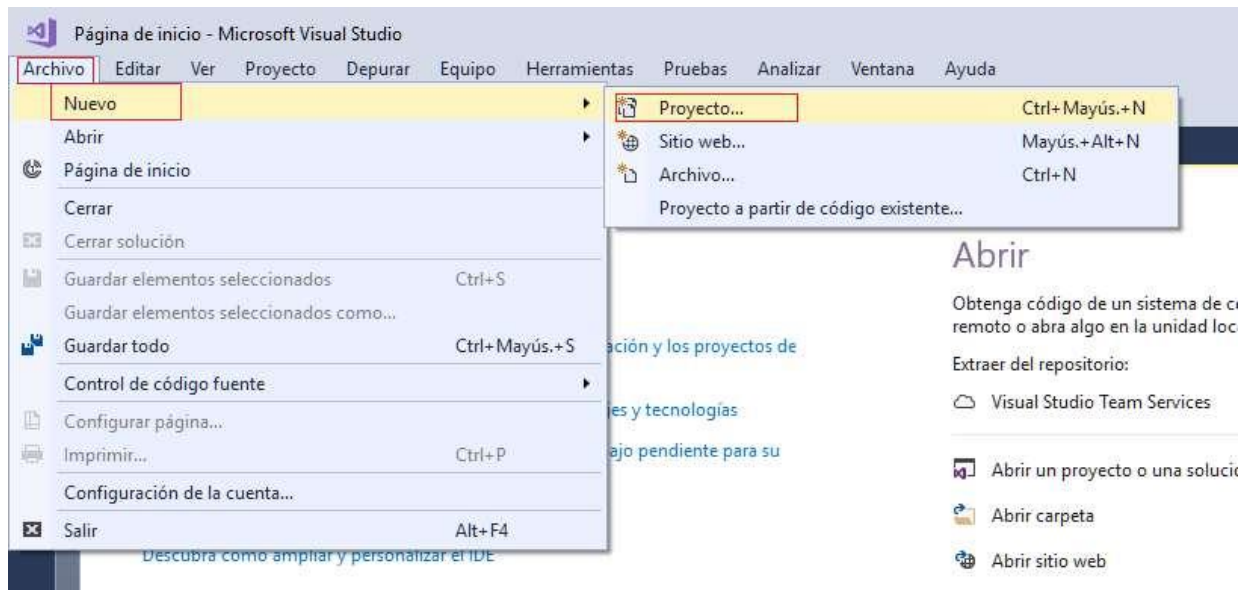 Página de inicio - Microsoft Visual Studio
Archivo Editar Ver Proyecto Depurar Equipo Herramientas Pruebas Analizar Ventana Ayuda
Nuevo
Abrir
Página de inicio
Cerrar
Cerrar solución
Guardar elementos seleccionados Ctrl+S
Guardar elementos seleccionados como...
Guardar todo Ctrl+Mayús.+S
Control de código fuente
Configurar página...
Imprimir... Ctrl+P
Configuración de la cuenta...
Salir Alt+F4
Proyecto... Ctrl+Mayús.+N
Sitio web... Mayús.+Alt+N
Archivo... Ctrl+N
Proyecto a partir de código existente...
y los proyectos de
y tecnologías
pendiente para su
Descubra cómo ampliar y personalizar el IDE
Abrir
Obtenga código de un sistema de
remoto o abra algo en la unidad
Extraer del repositorio:
Visual Studio Team Services
Abrir un proyecto o una
Abrir carpeta
Abrir sitio web